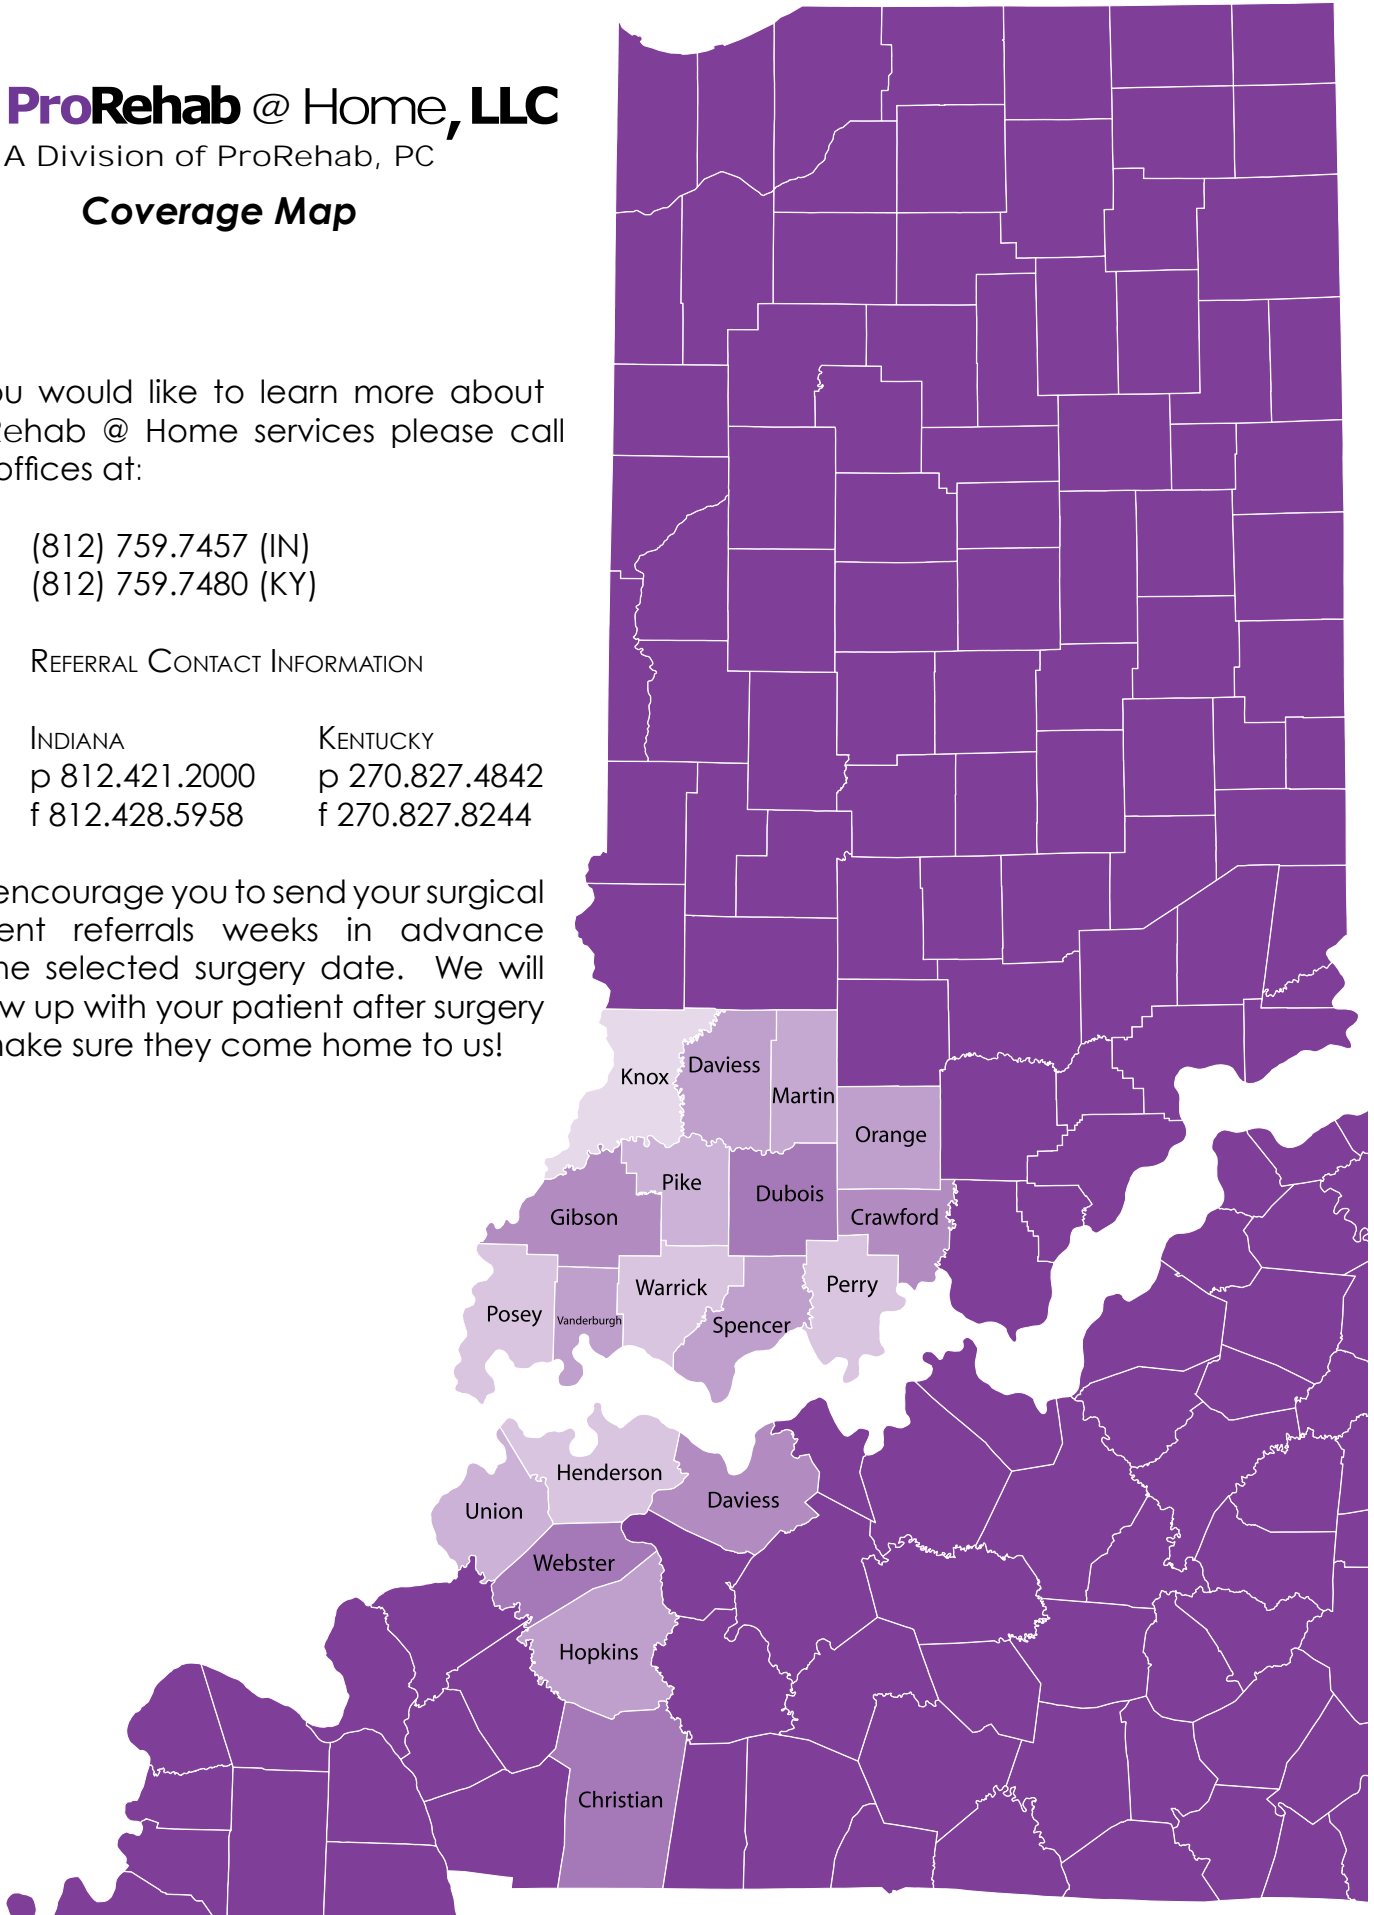 ProRehab @ Home, LLC
A Division of ProRehab, PC
Coverage Map
ou would like to learn more about
Rehab @ Home services please call
offices at:
(812) 759.7457 (IN)
(812) 759.7480 (KY)
Referral Contact Information
Indiana Kentucky
p 812.421.2000 p 270.827.4842
f 812.428.5958 f 270.827.8244
encourage you to send your surgical
ent referrals weeks in advance
he selected surgery date. We will
w up with your patient after surgery
make sure they come home to us!
Knox
Daviess
Martin
Orange
Pike
Dubois
Gibson
Crawford
Posey
Vanderburgh
Warrick
Spencer
Perry
Henderson
Union
Daviess
Webster
Hopkins
Christian